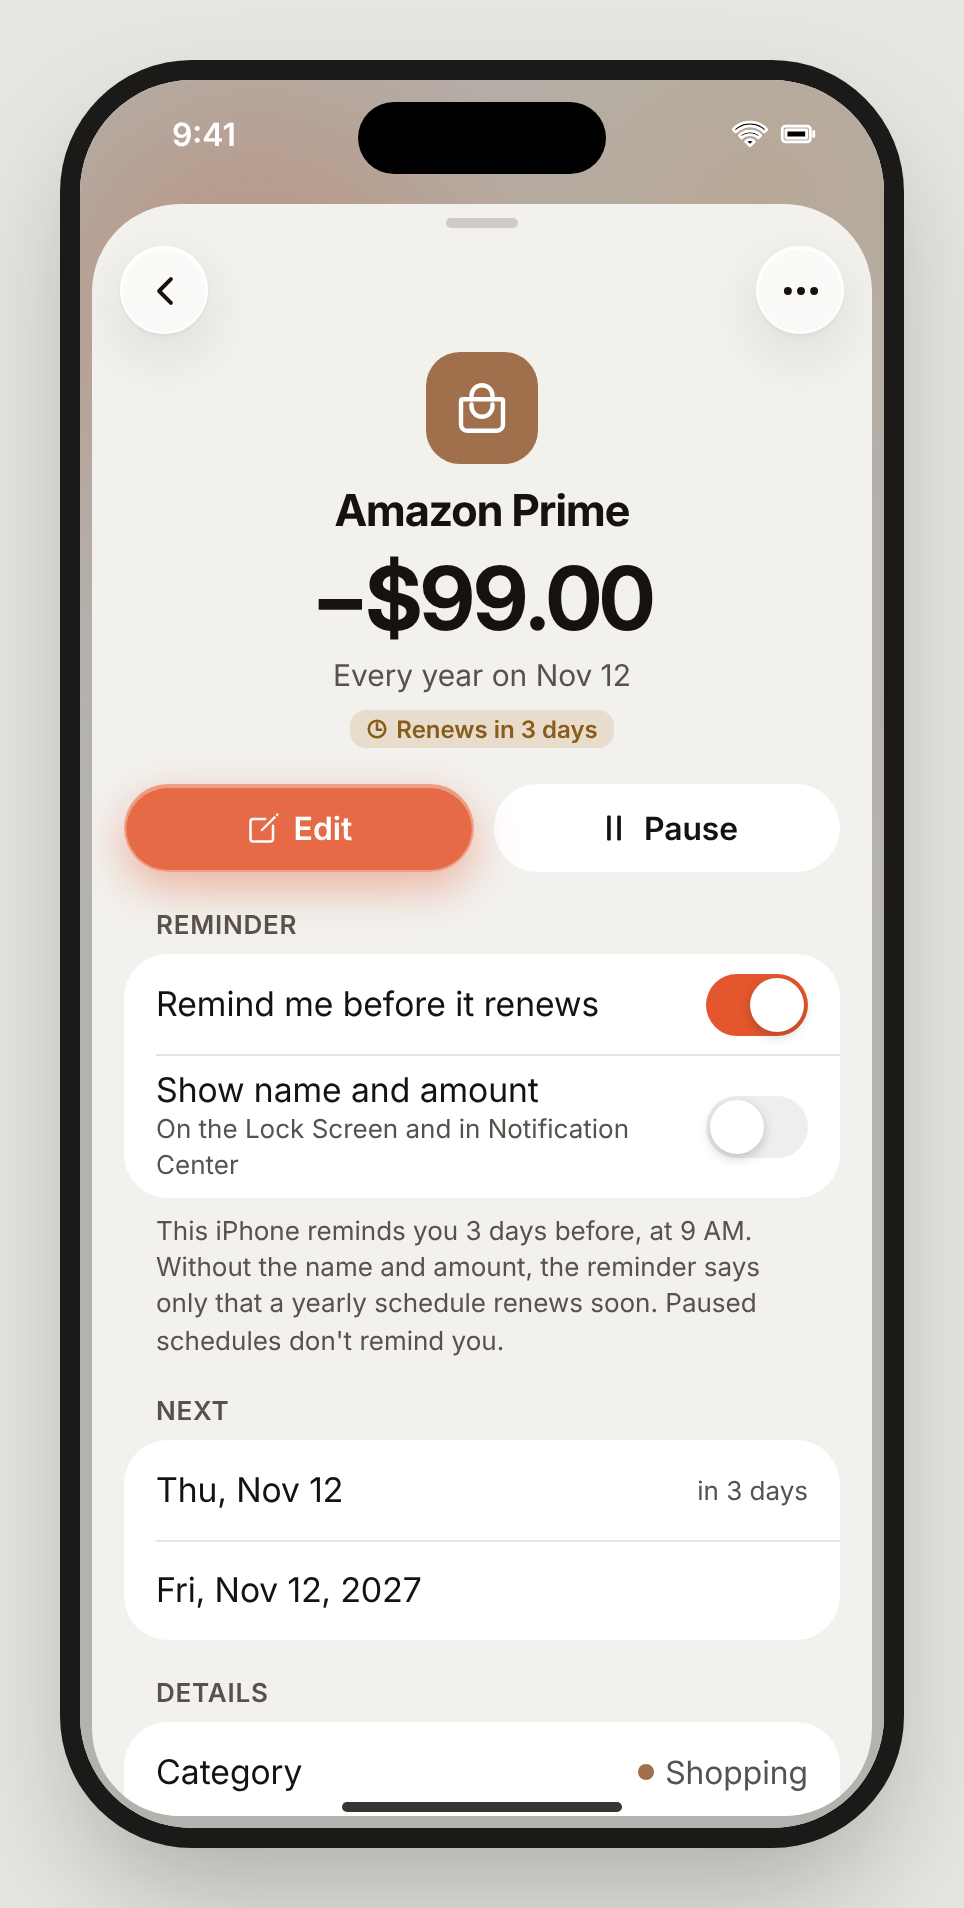 9:41
Amazon Prime
−$99.00
Every year on Nov 12
Renews in 3 days
Edit
Pause
REMINDER
Remind me before it renews
Show name and amount
On the Lock Screen and in Notification
Center
This iPhone reminds you 3 days before, at 9 AM.
Without the name and amount, the reminder says
only that a yearly schedule renews soon. Paused
schedules don't remind you.
NEXT
Thu, Nov 12
in 3 days
Fri, Nov 12, 2027
DETAILS
Category
Shopping